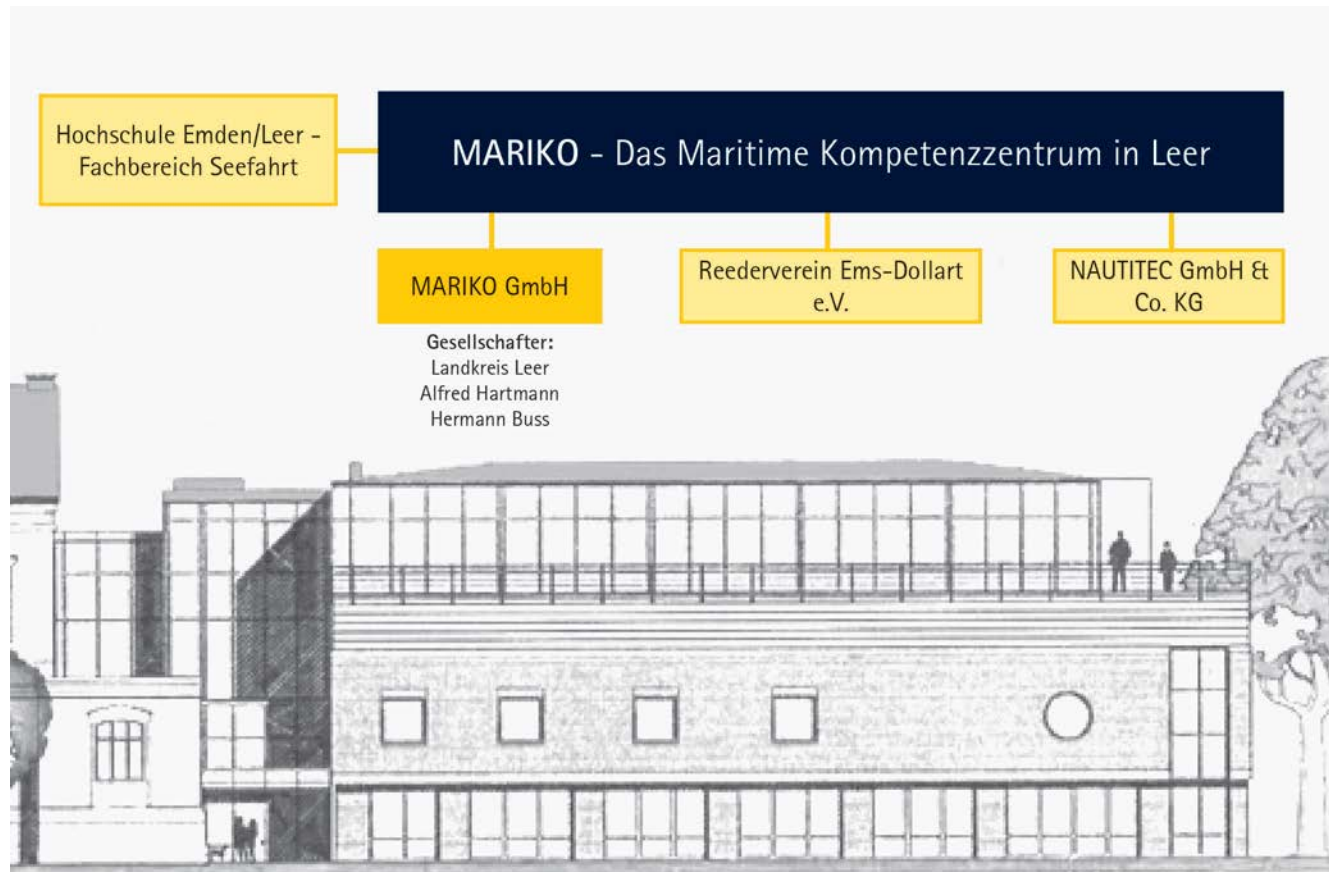 Hochschule Emden/Leer -
Fachbereich Seefahrt
MARIKO - Das Maritime Kompetenzzentrum in Leer
MARIKO GmbH
Gesellschafter:
Landkreis Leer
Alfred Hartmann
Hermann Buss
Reederverein Ems-Dollart
e.V.
NAUTITEC GmbH &
Co. KG